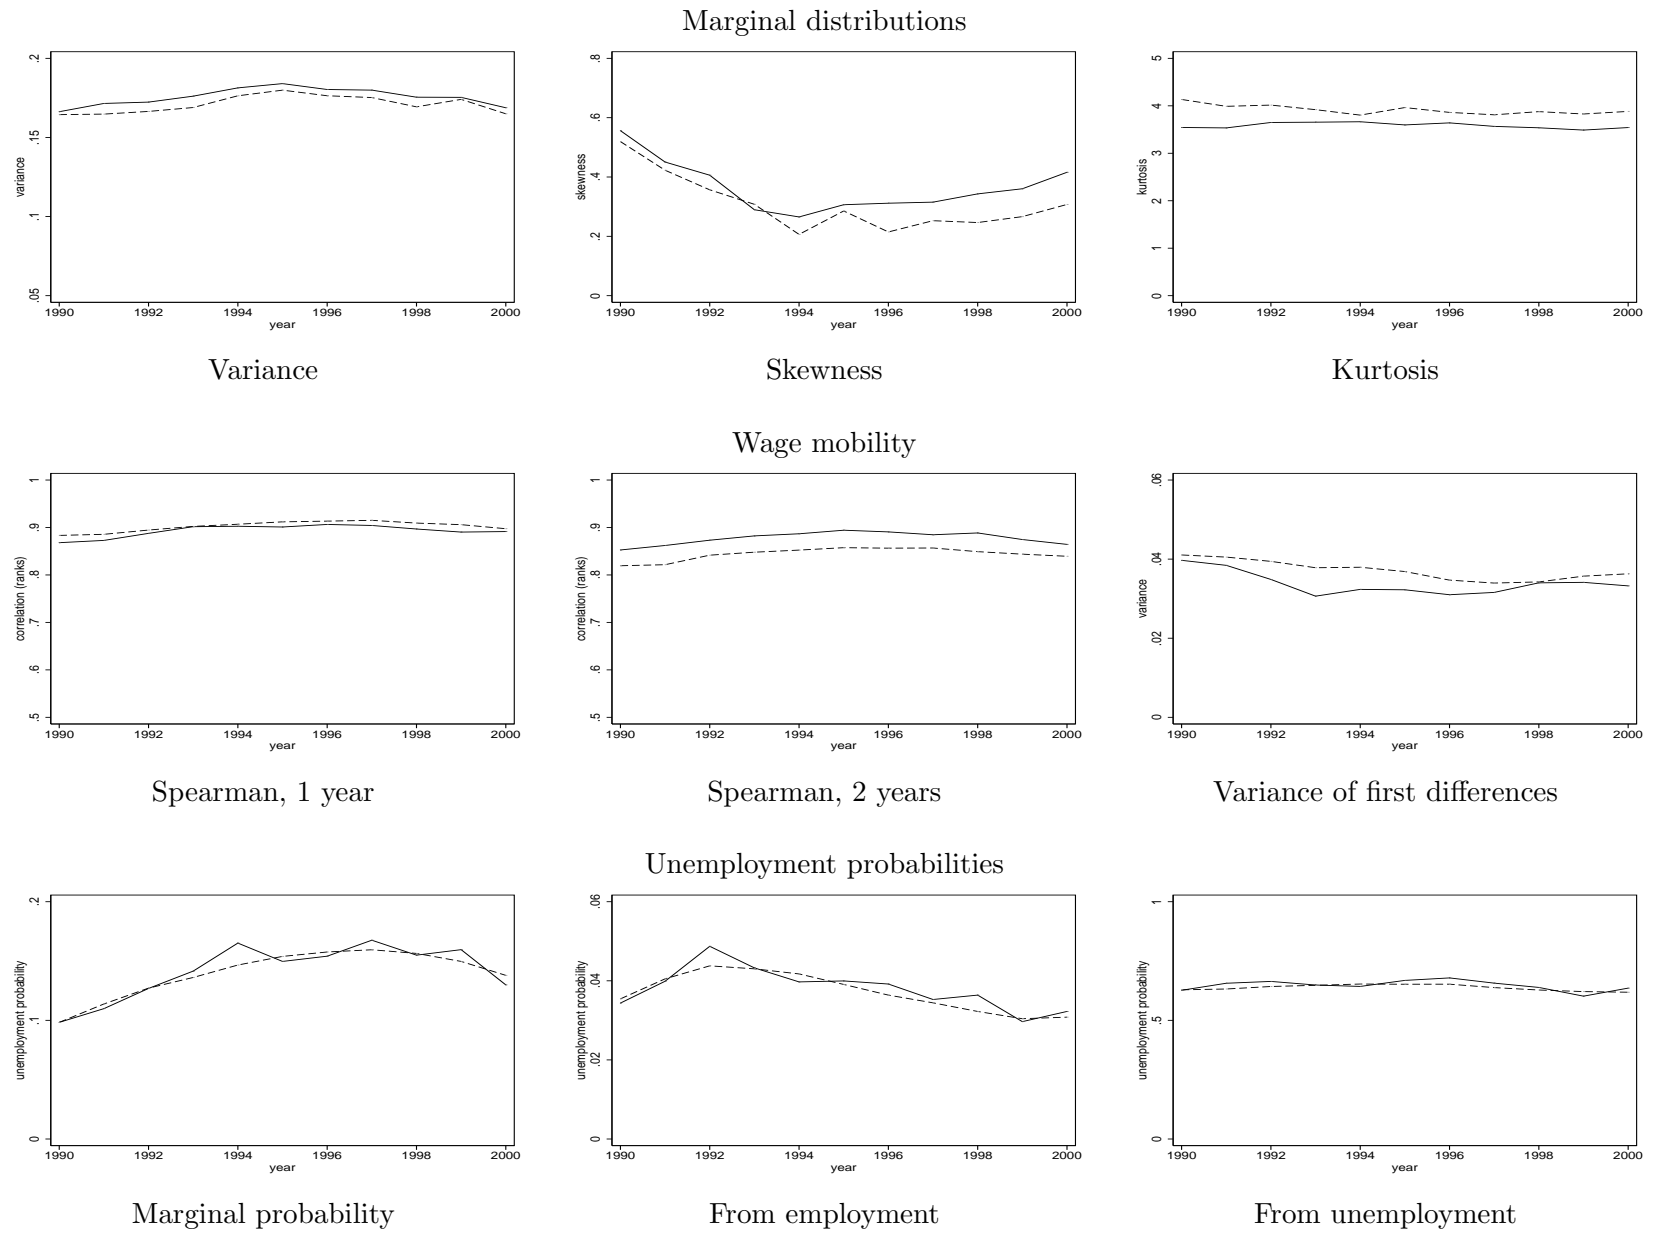 Marginal distributions
.2
.15
.1
.05
variance
1990 1992 1994 1996 1998 2000
year
.8
.6
.4
.2
0
skewness
1990 1992 1994 1996 1998 2000
year
5
4
3
2
1
0
kurtosis
1990 1992 1994 1996 1998 2000
year
Variance
Skewness
Kurtosis
Wage mobility
1
.9
.8
.7
.6
.5
correlation (ranks)
1990 1992 1994 1996 1998 2000
year
1
.9
.8
.7
.6
.5
correlation (ranks)
1990 1992 1994 1996 1998 2000
year
.06
.04
.02
0
variance
1990 1992 1994 1996 1998 2000
year
Spearman, 1 year
Spearman, 2 years
Variance of first differences
Unemployment probabilities
.2
.1
0
unemployment probability
1990 1992 1994 1996 1998 2000
year
.06
.04
.02
0
unemployment probability
1990 1992 1994 1996 1998 2000
year
1
.5
0
unemployment probability
1990 1992 1994 1996 1998 2000
year
Marginal probability
From employment
From unemployment